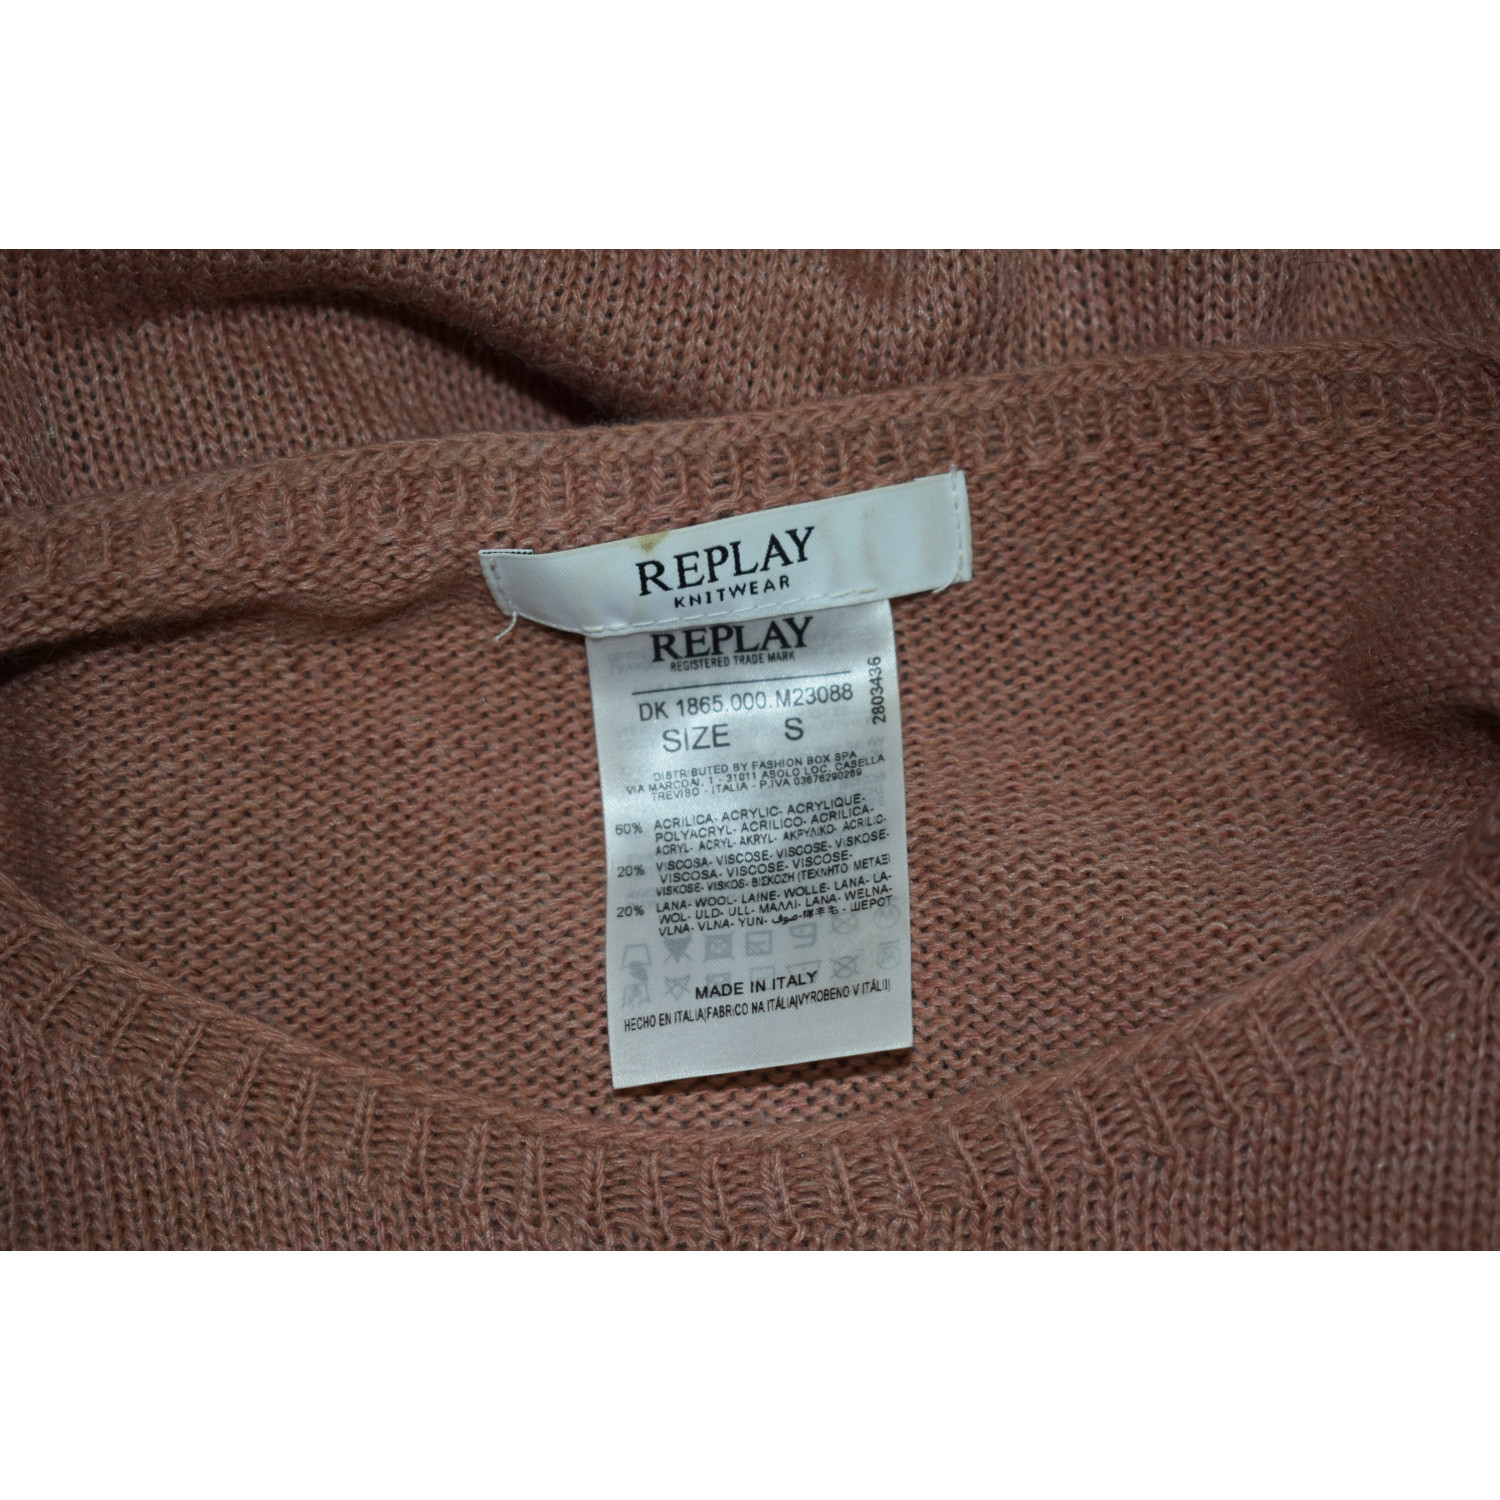 REPLAY
KNITWEAR
REPLAY
REGISTERED TRADE MARK
DK 1865.000.M23088
2803436
SIZE S
DISTRIBUTED BY FASHION BOX SPA
VIA MARCOAI, 1 - 31011 ASOLO LOC. CASELLA
TREVISO - ITALIA - P.IVA 03676290269
60% ACRILICA- ACRYLIC- ACRYLIQUE-
POLYACRYL- ACRILICO- ACRILICA-
ACRYL- ACRYL- AKRYL- ΑΚΡΥΛΙΚΟ- ACRILIC-
20% VISCOSA- VISCOSE- VISCOSE- VISKOSE-
VISCOSA- VISCOSE- VISCOSE-
VISKOSE- VISKOS- ΒΙΣΚΟΖΗ (ΤΕΧΝΗΤΟ ΜΕΤΑΞΙ
20% LANA- WOOL- LAINE- WOLLE- LANA- LA-
WOL- ULD- ULL- ΜΑΛΛΙ- LANA- WELNA-
VLNA- VLNA- YUN- صوف- 羊毛- ШЕРСТ
MADE IN ITALY
HECHO EN ITALIA|FABRICO NA ITÁLIA|VYROBENO V ITÁLII|